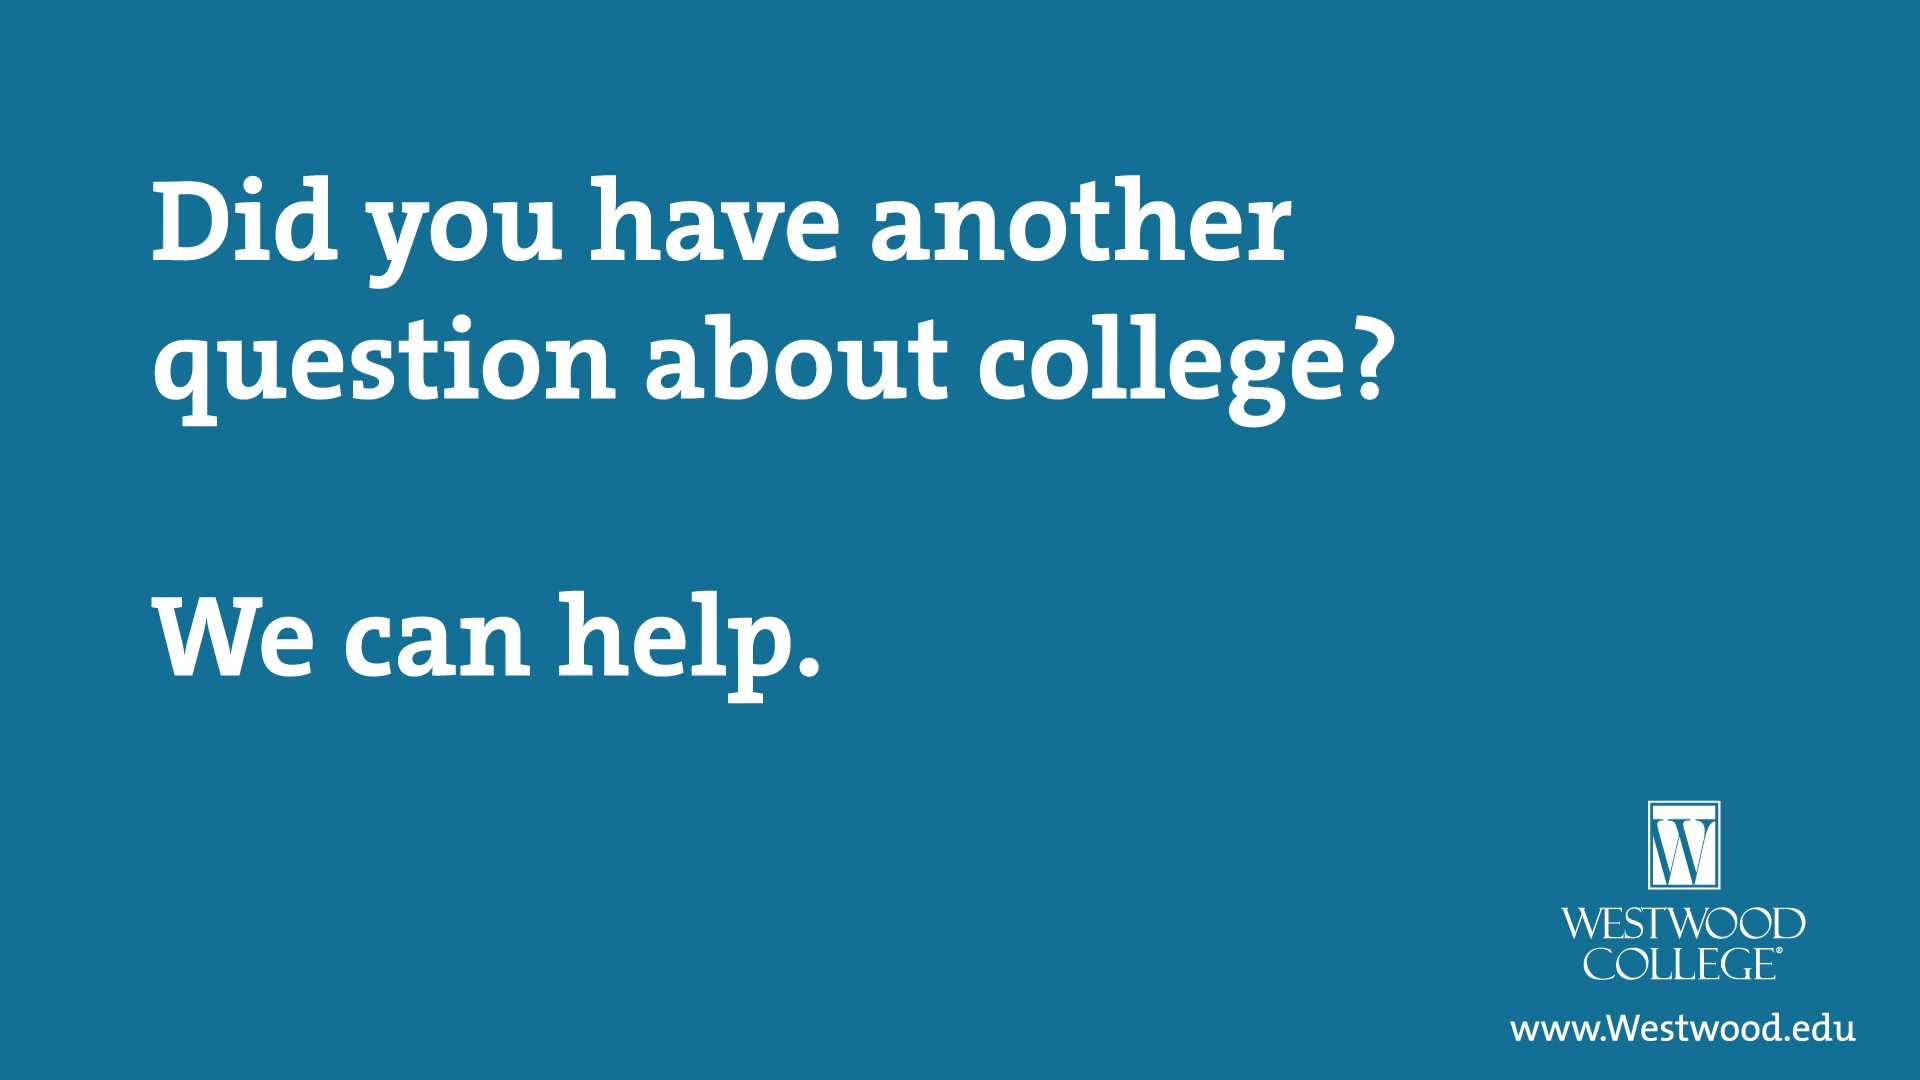 Did you have another
question about college?
We can help.
W
WESTWOOD
COLLEGE®
www.Westwood.edu